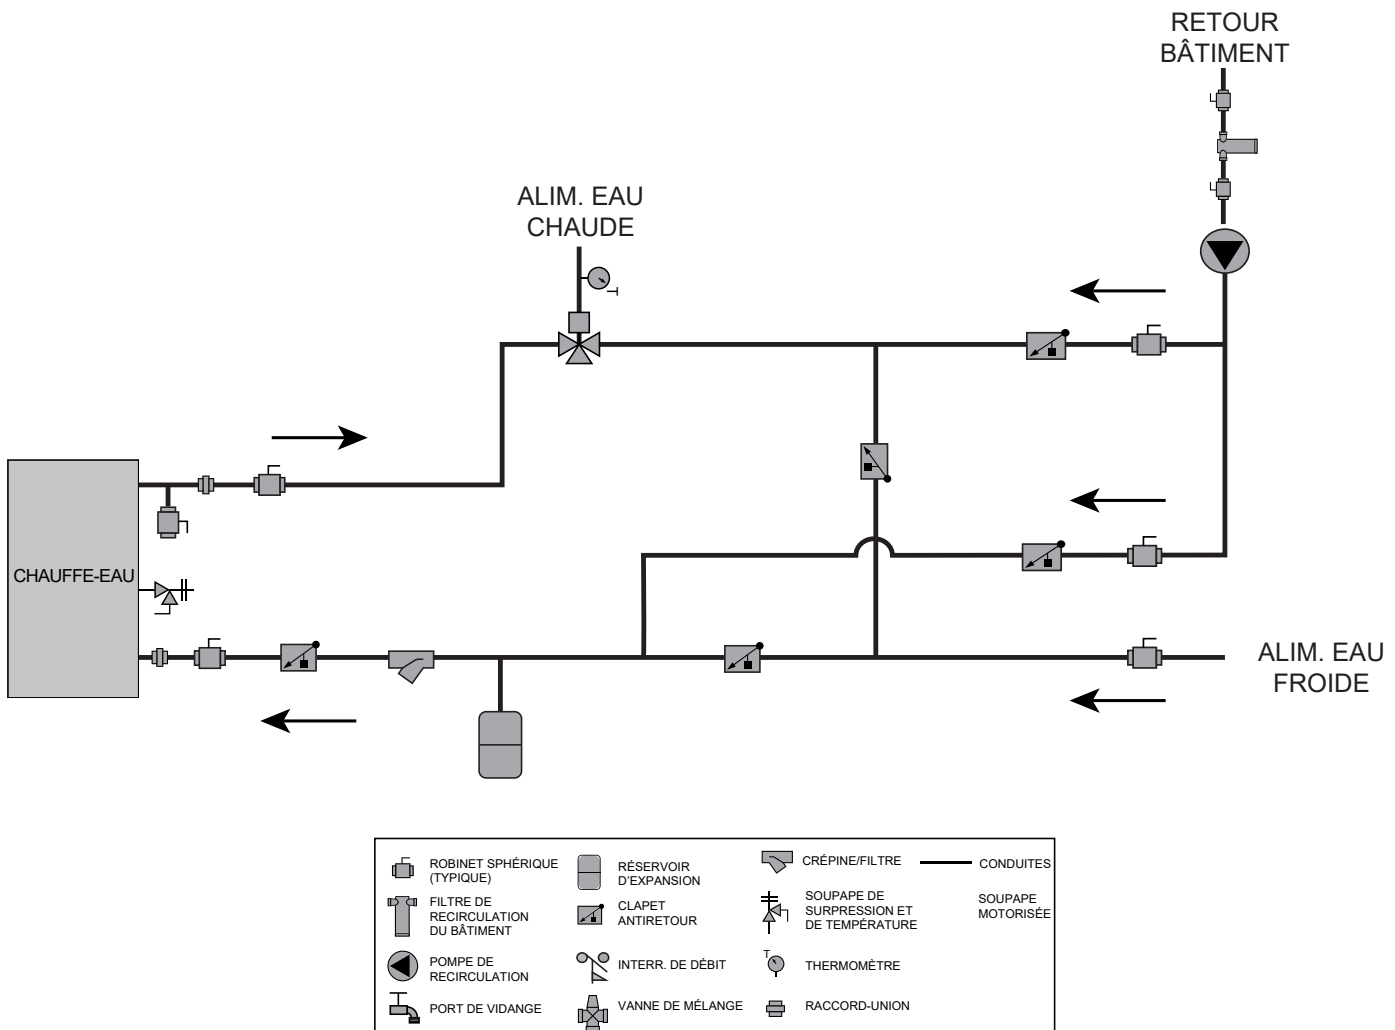 RETOUR
BÂTIMENT
ALIM. EAU
CHAUDE
T
CHAUFFE-EAU
ALIM. EAU
FROIDE
ROBINET SPHÉRIQUE
(TYPIQUE)
RÉSERVOIR
D'EXPANSION
CRÉPINE/FILTRE
CONDUITES
FILTRE DE
RECIRCULATION
DU BÂTIMENT
CLAPET
ANTIRETOUR
SOUPAPE DE
SURPRESSION ET
DE TEMPÉRATURE
SOUPAPE
MOTORISÉE
POMPE DE
RECIRCULATION
INTERR. DE DÉBIT
T
THERMOMÈTRE
PORT DE VIDANGE
VANNE DE MÉLANGE
RACCORD-UNION